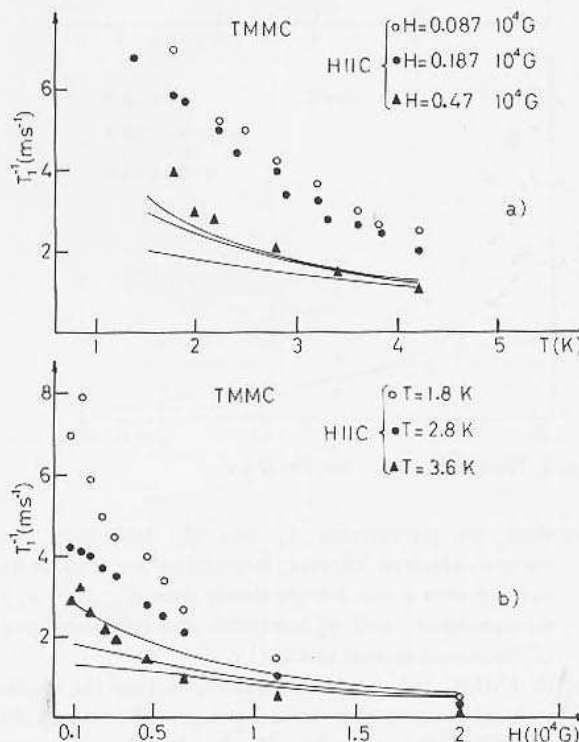 TMMC
H=0.087 10⁴G
H=0.187 10⁴G
H=0.47 10⁴G
HIIC
T₁⁻¹(ms⁻¹)
6
4
2
a)
1 2 3 4 5
T(K)
TMMC
T=1.8 K
T=2.8 K
T=3.6 K
HIIC
T₁⁻¹(ms⁻¹)
8
6
4
2
b)
0.1 0.5 1 1.5 2
H(10⁴G)